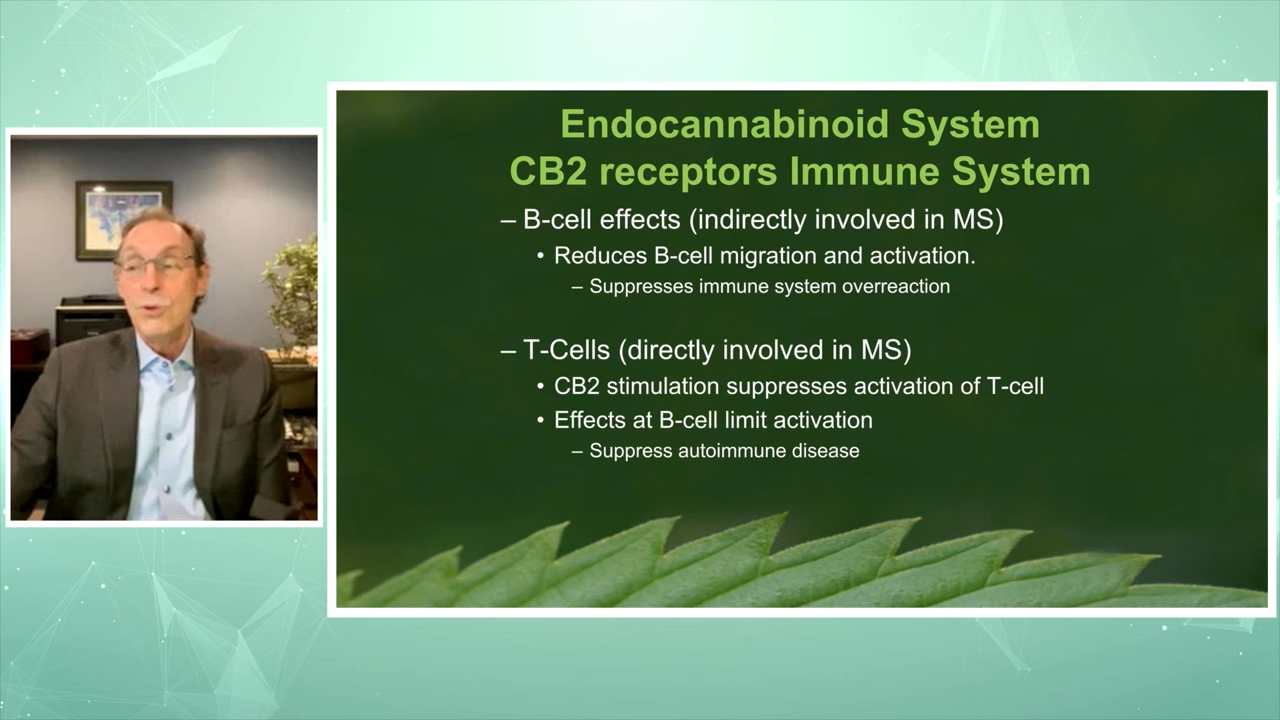 Endocannabinoid System
CB2 receptors Immune System
– B-cell effects (indirectly involved in MS)
• Reduces B-cell migration and activation.
– Suppresses immune system overreaction
– T-Cells (directly involved in MS)
• CB2 stimulation suppresses activation of T-cell
• Effects at B-cell limit activation
– Suppress autoimmune disease